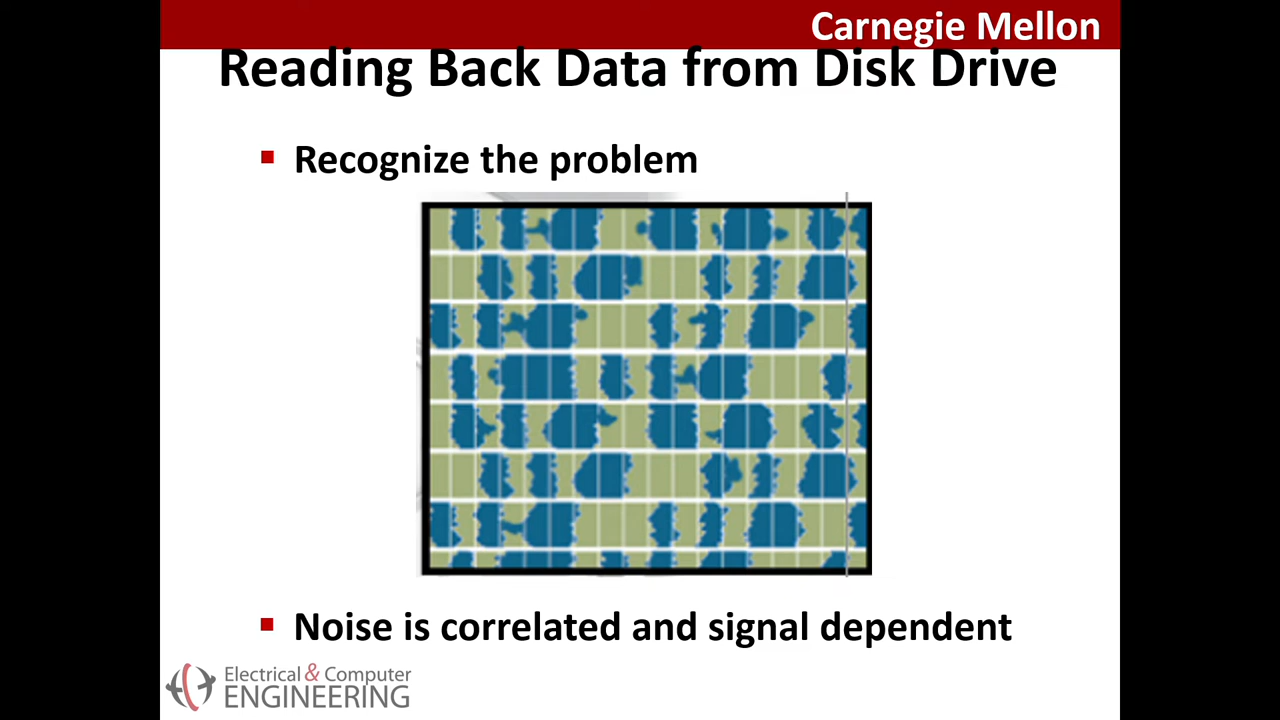 Carnegie Mellon
Reading Back Data from Disk Drive
Recognize the problem
Noise is correlated and signal dependent
Electrical & Computer
ENGINEERING